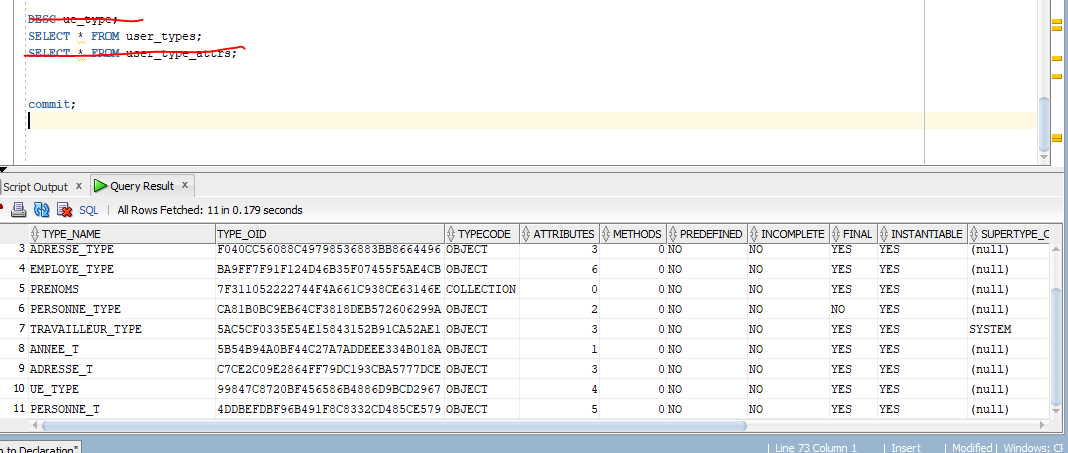 DESC ue_type;
SELECT * FROM user_types;
SELECT * FROM user_type_attrs;
commit;
Script Output x Query Result x
SQL All Rows Fetched: 11 in 0.179 seconds
TYPE_NAME TYPE_OID TYPECODE ATTRIBUTES METHODS PREDEFINED INCOMPLETE FINAL INSTANTIABLE SUPERTYPE_O
3 ADRESSE_TYPE F040CC56088C49798536883BB8664496 OBJECT 3 0 NO NO YES YES (null)
4 EMPLOYE_TYPE BA9FF7F91F124D46B35F07455F5AE4CB OBJECT 6 0 NO NO YES YES (null)
5 PRENOMS 7F311052222744F4A661C938CE63146E COLLECTION 0 0 NO NO YES YES (null)
6 PERSONNE_TYPE CA81B0BC9EB64CF3818DEB572606299A OBJECT 2 0 NO NO NO YES (null)
7 TRAVAILLEUR_TYPE 5AC5CF0335E54E15843152B91CA52AE1 OBJECT 3 0 NO NO YES YES SYSTEM
8 ANNEE_T 5B54B94A0BF44C27A7ADDEEE334B018A OBJECT 1 0 NO NO YES YES (null)
9 ADRESSE_T C7CE2C09E2864FF79DC193CBA5777DCE OBJECT 3 0 NO NO YES YES (null)
10 UE_TYPE 99847C8720BF456586B4886D9BCD2967 OBJECT 4 0 NO NO YES YES (null)
11 PERSONNE_T 4DDBEFDBF96B491F8C8332CD485CE579 OBJECT 5 0 NO NO YES YES (null)
to Declaration" | Line 73 Column 1 | Insert | Modified | Windows: CF